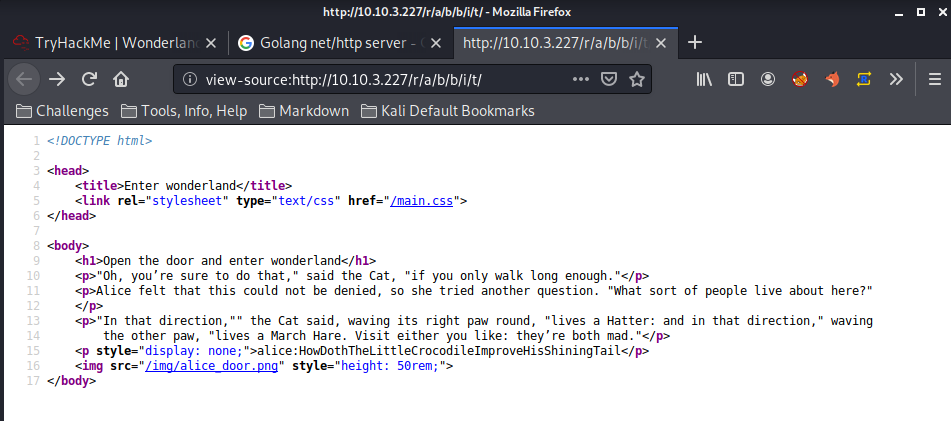 http://10.10.3.227/r/a/b/b/i/t/ - Mozilla Firefox
TryHackMe | Wonderlan
Golang net/http server -
http://10.10.3.227/r/a/b/b/i/t
view-source:http://10.10.3.227/r/a/b/b/i/t/
Challenges
Tools, Info, Help
Markdown
Kali Default Bookmarks
1 <!DOCTYPE html>
2
3 <head>
4     <title>Enter wonderland</title>
5     <link rel="stylesheet" type="text/css" href="/main.css">
6 </head>
7
8 <body>
9     <h1>Open the door and enter wonderland</h1>
10     <p>"Oh, you’re sure to do that," said the Cat, "if you only walk long enough."</p>
11     <p>Alice felt that this could not be denied, so she tried another question. "What sort of people live about here?"
12     </p>
13     <p>"In that direction,"" the Cat said, waving its right paw round, "lives a Hatter: and in that direction," waving
14         the other paw, "lives a March Hare. Visit either you like: they’re both mad."</p>
15     <p style="display: none;">alice:HowDothTheLittleCrocodileImproveHisShiningTail</p>
16     <img src="/img/alice_door.png" style="height: 50rem;">
17 </body>